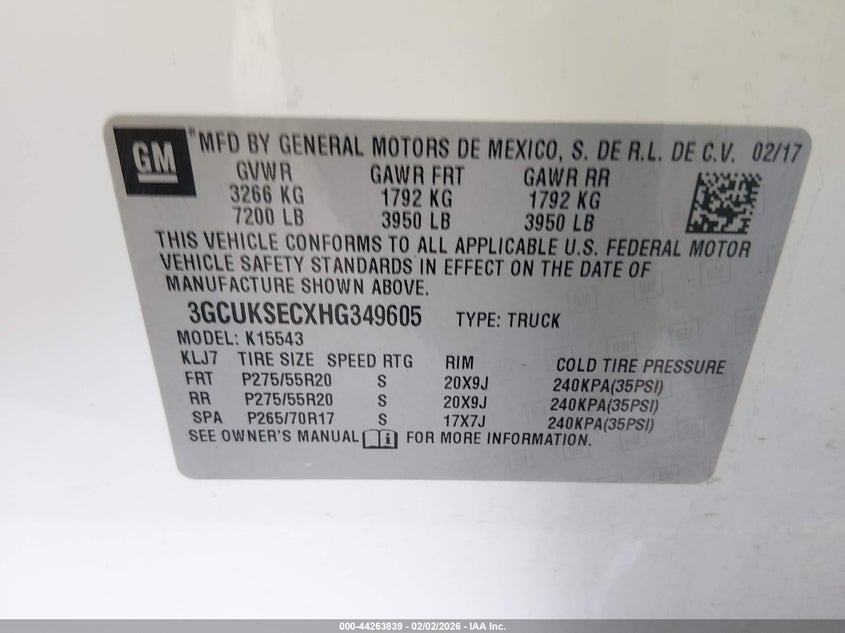 GM ® MFD BY GENERAL MOTORS DE MEXICO, S. DE R.L. DE C.V. 02/17
GVWR GAWR FRT GAWR RR
3266 KG 1792 KG 1792 KG
7200 LB 3950 LB 3950 LB
THIS VEHICLE CONFORMS TO ALL APPLICABLE U.S. FEDERAL MOTOR
VEHICLE SAFETY STANDARDS IN EFFECT ON THE DATE OF
MANUFACTURE SHOWN ABOVE.
3GCUKSECXHG349605 TYPE: TRUCK
MODEL: K15543
KLJ7 TIRE SIZE SPEED RTG RIM COLD TIRE PRESSURE
FRT P275/55R20 S 20X9J 240KPA(35PSI)
RR P275/55R20 S 20X9J 240KPA(35PSI)
SPA P265/70R17 S 17X7J 240KPA(35PSI)
SEE OWNER'S MANUAL FOR MORE INFORMATION.
000-44263839 - 02/02/2026 - IAA Inc.